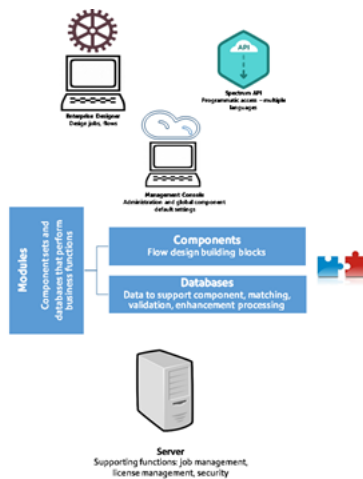 API
Enterprise Designer
Design jobs, flows
Spectrum API
Programmatic access – multiple
languages
Management Console
Administration and global component
default settings
Modules
Component sets and
databases that perform
business functions
Components
Flow design building blocks
Databases
Data to support component, matching,
validation, enhancement processing
Server
Supporting functions: job management,
license management, security